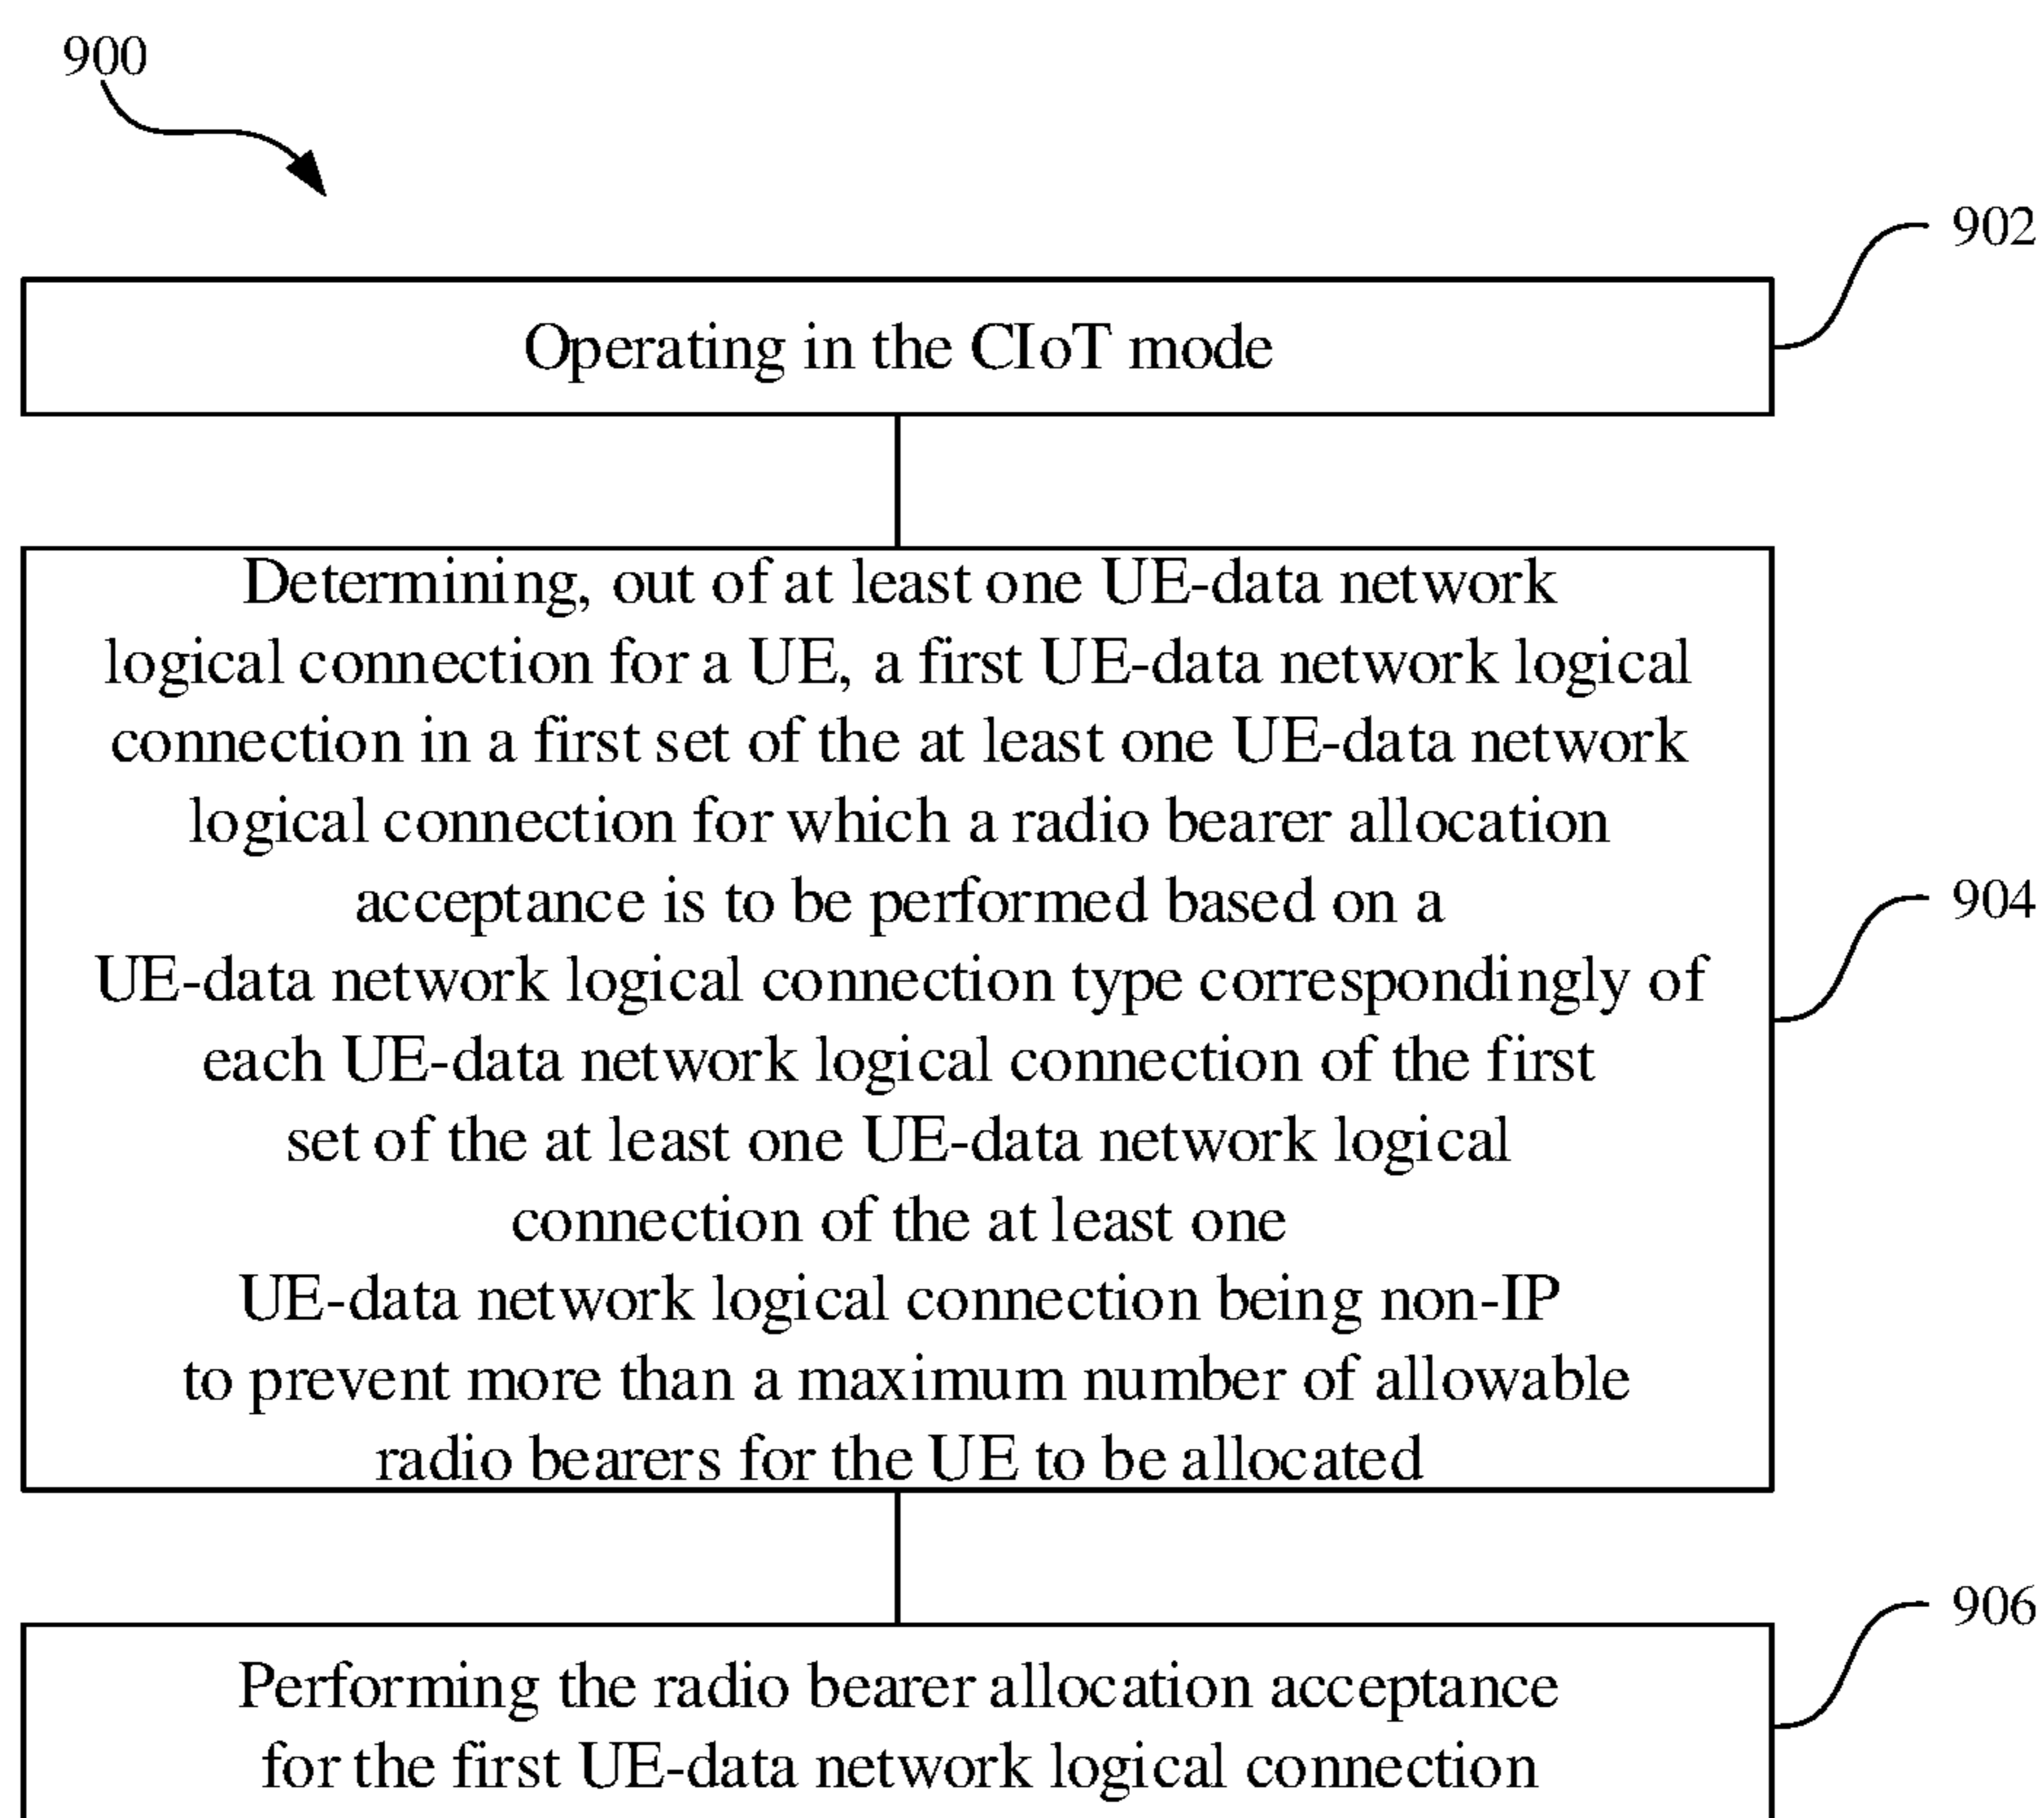 900
902
Operating in the CIoT mode
Determining, out of at least one UE-data network
logical connection for a UE, a first UE-data network logical
connection in a first set of the at least one UE-data network
logical connection for which a radio bearer allocation
acceptance is to be performed based on a
UE-data network logical connection type correspondingly of
each UE-data network logical connection of the first
set of the at least one UE-data network logical
connection of the at least one
UE-data network logical connection being non-IP
to prevent more than a maximum number of allowable
radio bearers for the UE to be allocated
904
906
Performing the radio bearer allocation acceptance
for the first UE-data network logical connection